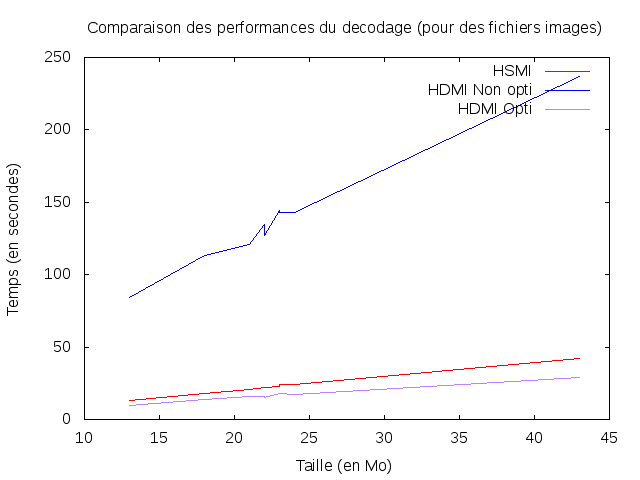 Comparaison des performances du decodage (pour des fichiers images)
250
200
150
100
50
0
10
15
20
25
30
35
40
45
Temps (en secondes)
Taille (en Mo)
HSMI
HDMI Non opti
HDMI Opti